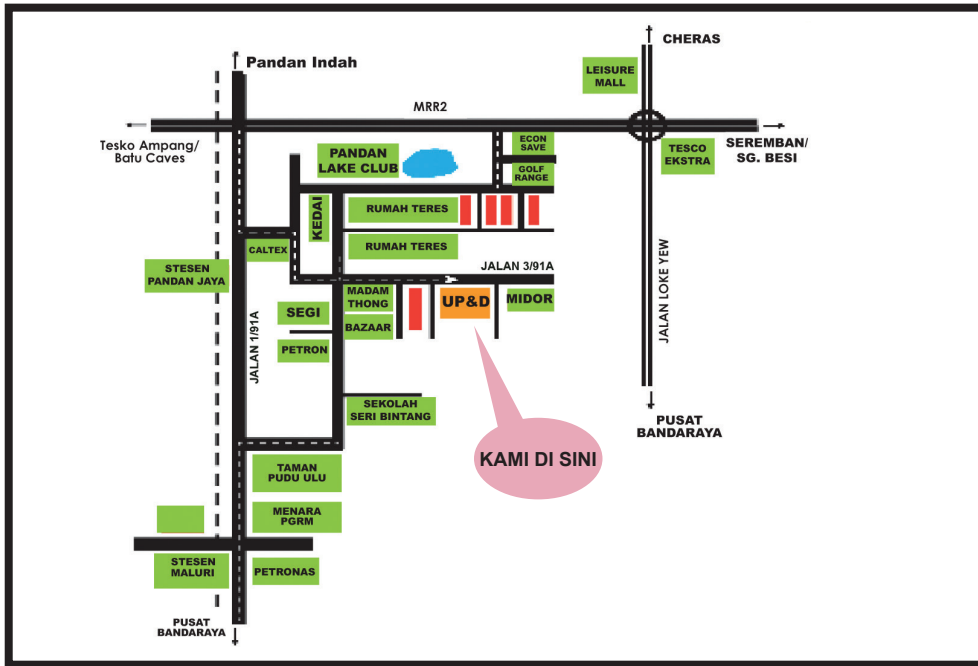 CHERAS
Pandan Indah
LEISURE
MALL
MRR2
Tesko Ampang/
Batu Caves
SEREMBAN/
SG. BESI
ECON
SAVE
TESCO
EKSTRA
PANDAN
LAKE CLUB
GOLF
RANGE
KEDAI
RUMAH TERES
RUMAH TERES
CALTEX
STESEN
PANDAN JAYA
JALAN 3/91A
MADAM
THONG
UP&D
MIDOR
SEGI
BAZAAR
PETRON
JALAN 1/91A
JALAN LOKE YEW
SEKOLAH
SERI BINTANG
PUSAT
BANDARAYA
KAMI DI SINI
TAMAN
PUDU ULU
MENARA
PGRM
STESEN
MALURI
PETRONAS
PUSAT
BANDARAYA